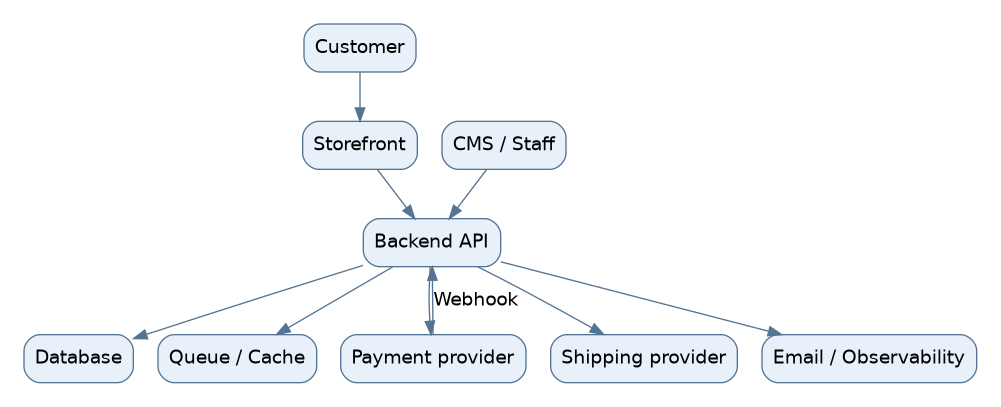 Customer
Storefront
CMS / Staff
Backend API
Webhook
Database
Queue / Cache
Payment provider
Shipping provider
Email / Observability